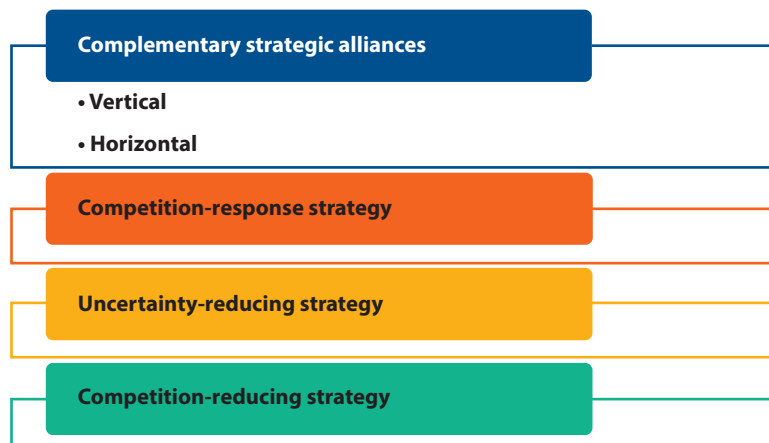 Complementary strategic alliances
• Vertical
• Horizontal
Competition-response strategy
Uncertainty-reducing strategy
Competition-reducing strategy